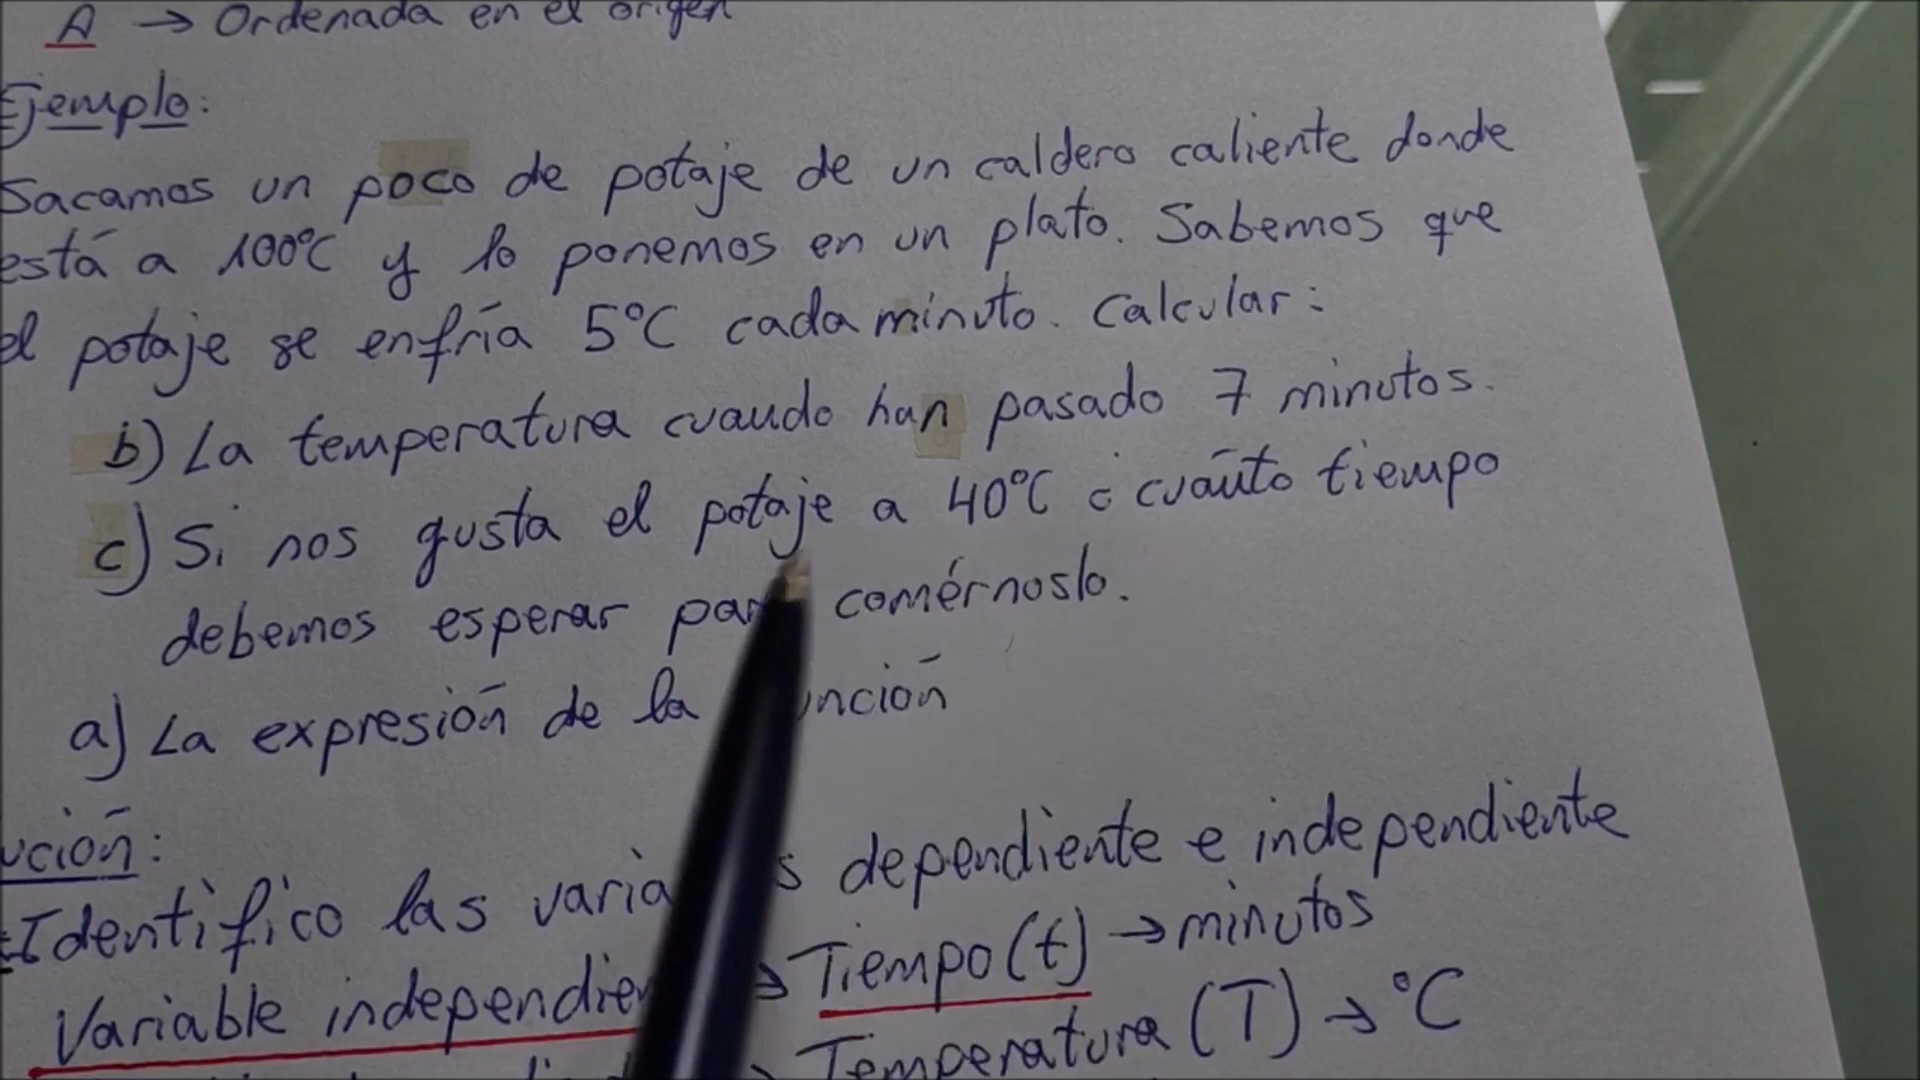 A → Ordenada en el origen
Ejemplo:
Sacamos un poco de potaje de un caldero caliente donde
está a 100°C y lo ponemos en un plato. Sabemos que
el potaje se enfría 5°C cada minuto. Calcular:
b) La temperatura cuando han pasado 7 minutos.
c) Si nos gusta el potaje a 40°C ¿cuánto tiempo
debemos esperar para comérnoslo.
a) La expresión de la función
ución:
Identifico las variables dependiente e independiente
Variable independien → Tiempo (t) → minutos
→ Temperatura (T) → °C